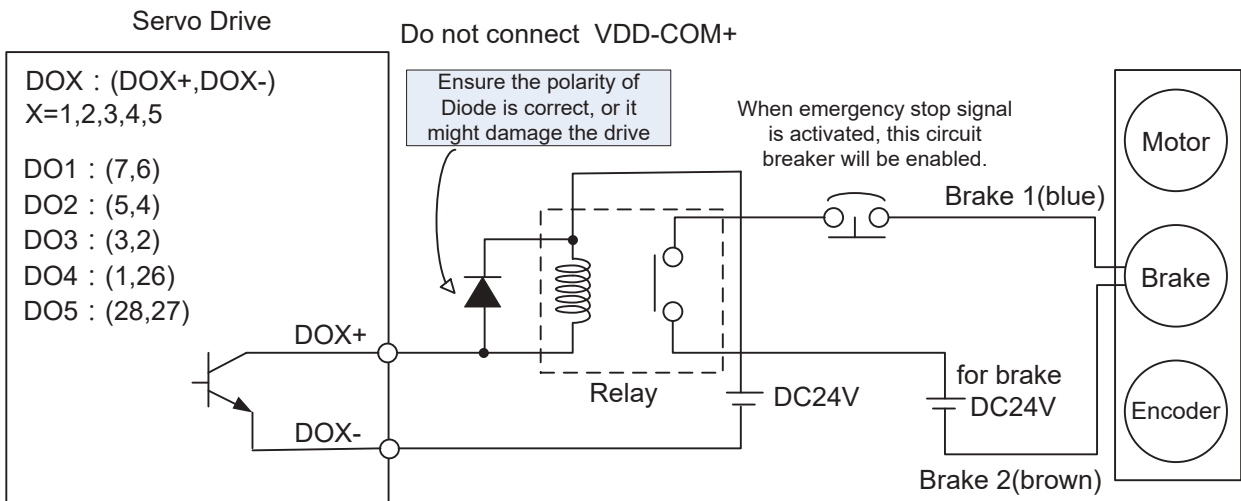 Servo Drive
Do not connect VDD-COM+
DOX : (DOX+,DOX-)
X=1,2,3,4,5
DO1 : (7,6)
DO2 : (5,4)
DO3 : (3,2)
DO4 : (1,26)
DO5 : (28,27)
Ensure the polarity of
Diode is correct, or it
might damage the drive
When emergency stop signal
is activated, this circuit
breaker will be enabled.
Motor
Brake 1(blue)
Brake
DOX+
Relay
DC24V
for brake
DC24V
Encoder
DOX-
Brake 2(brown)